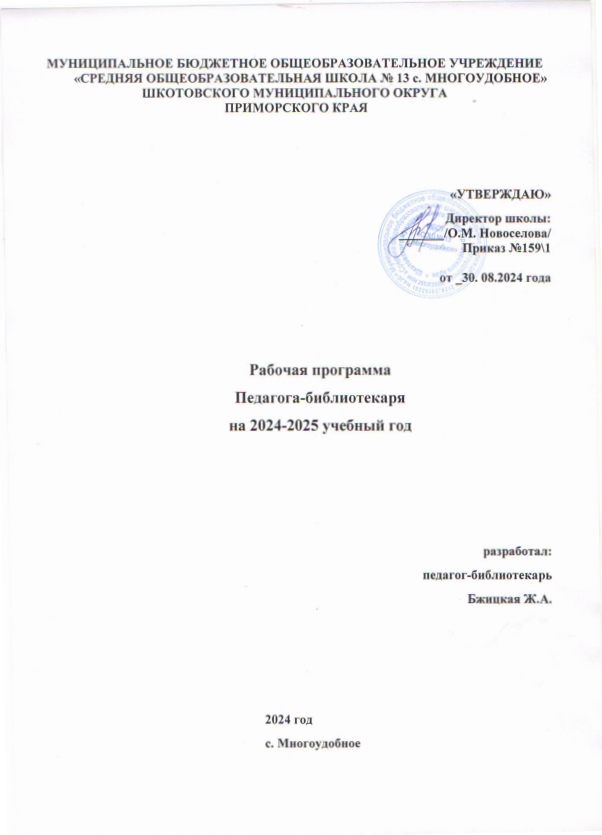 МУНИЦИПАЛЬНОЕ БЮДЖЕТНОЕ ОБЩЕОБРАЗОВАТЕЛЬНОЕ УЧРЕЖДЕНИЕ
«СРЕДНЯЯ ОБЩЕОБРАЗОВАТЕЛЬНАЯ ШКОЛА № 13 с. МНОГОУДОБНОЕ»
ШКОТОВСКОГО МУНИЦИПАЛЬНОГО ОКРУГА
ПРИМОРСКОГО КРАЯ
«УТВЕРЖДАЮ»
Директор школы:
______/О.М. Новоселова/
Приказ №159\1
от _30. 08.2024 года
Рабочая программа
Педагога-библиотекаря
на 2024-2025 учебный год
разработал:
педагог-библиотекарь
Бжицкая Ж.А.
2024 год
с. Многоудобное